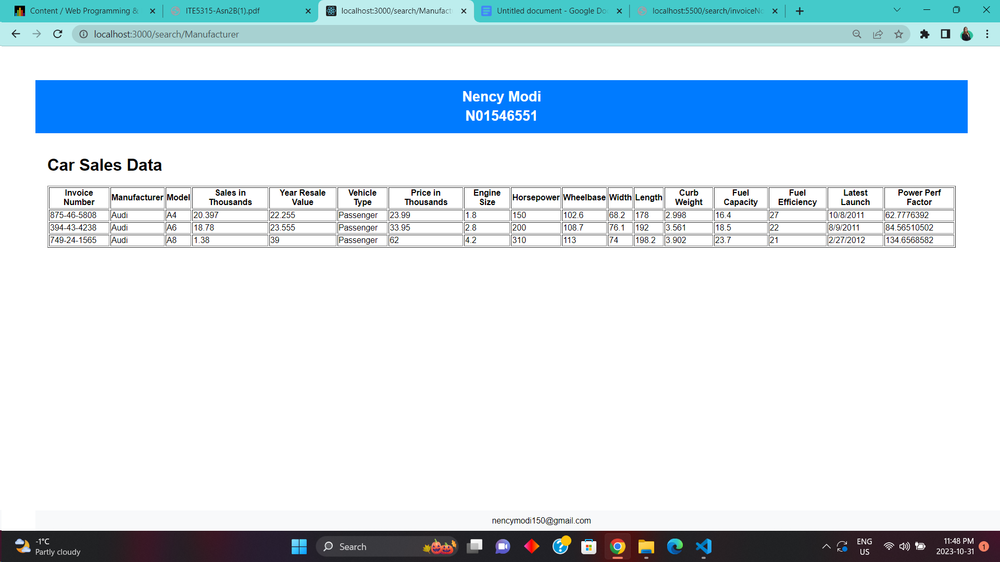 Content / Web Programming &
ITE5315-Asn2B(1).pdf
localhost:3000/search/Manufact
Untitled document - Google Do
localhost:5500/search/invoiceNo
localhost:3000/search/Manufacturer
Nency Modi
N01546551
Car Sales Data
Invoice Number Manufacturer Model Sales in Thousands Year Resale Value Vehicle Type Price in Thousands Engine Size Horsepower Wheelbase Width Length Curb Weight Fuel Capacity Fuel Efficiency Latest Launch Power Perf Factor
875-46-5808 Audi A4 20.397 22.255 Passenger 23.99 1.8 150 102.6 68.2 178 2.998 16.4 27 10/8/2011 62.7776392
394-43-4238 Audi A6 18.78 23.555 Passenger 33.95 2.8 200 108.7 76.1 192 3.561 18.5 22 8/9/2011 84.56510502
749-24-1565 Audi A8 1.38 39 Passenger 62 4.2 310 113 74 198.2 3.902 23.7 21 2/27/2012 134.6568582
nencymodi150@gmail.com
-1°C
Partly cloudy
Search
ENG
US
11:48 PM
2023-10-31
1